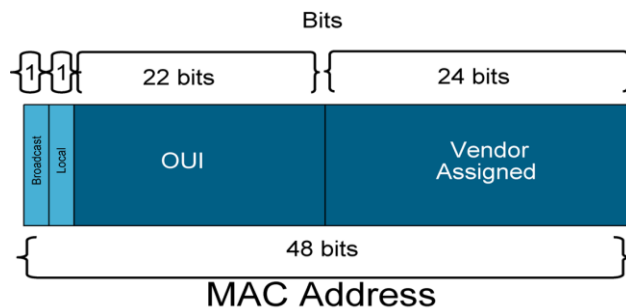 Bits
1 1 22 bits 24 bits
Broadcast
Local
OUI
Vendor
Assigned
48 bits
MAC Address